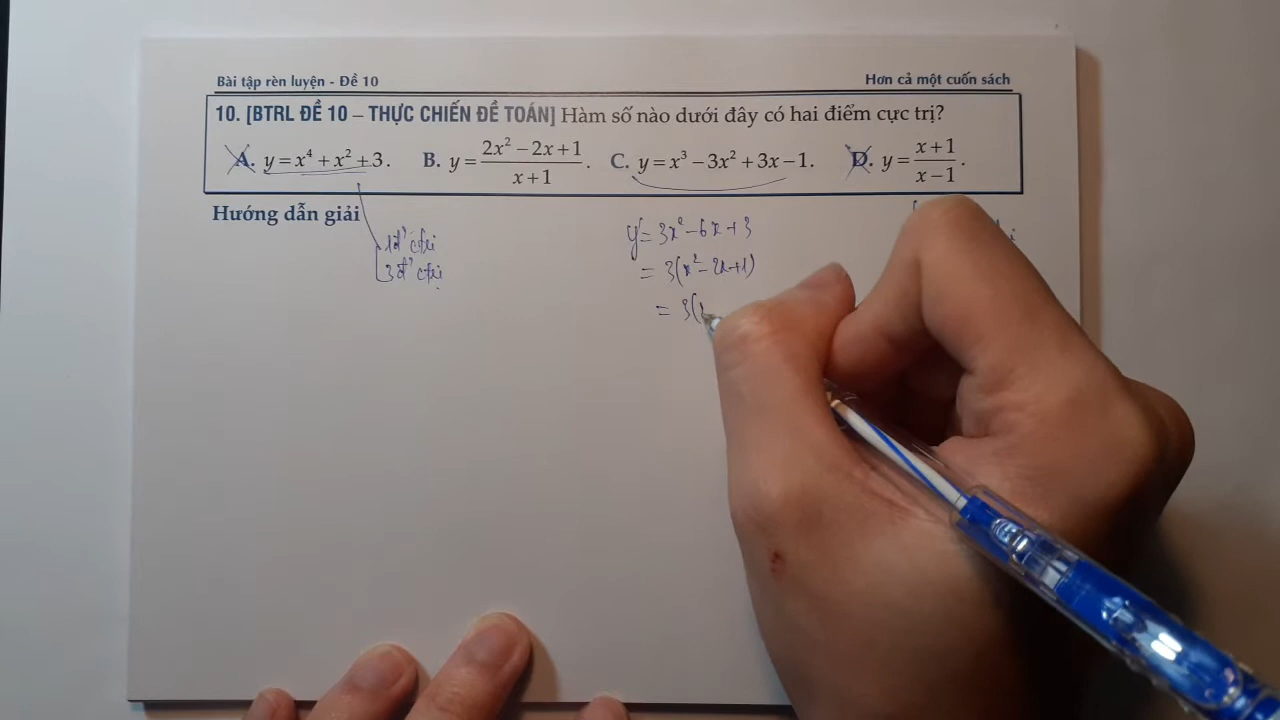 Bài tập rèn luyện - Đề 10
Hơn cả một cuốn sách
10. [BTRL ĐỀ 10 – THỰC CHIẾN ĐỀ TOÁN] Hàm số nào dưới đây có hai điểm cực trị?
A. y = x⁴ + x² + 3. B. y = (2x² − 2x + 1)/(x + 1). C. y = x³ − 3x² + 3x − 1. D. y = (x + 1)/(x − 1).
Hướng dẫn giải
1đ' ctrị
3đ' ctrị
y' = 3x² − 6x + 3
= 3(x² − 2x + 1)
= 3(